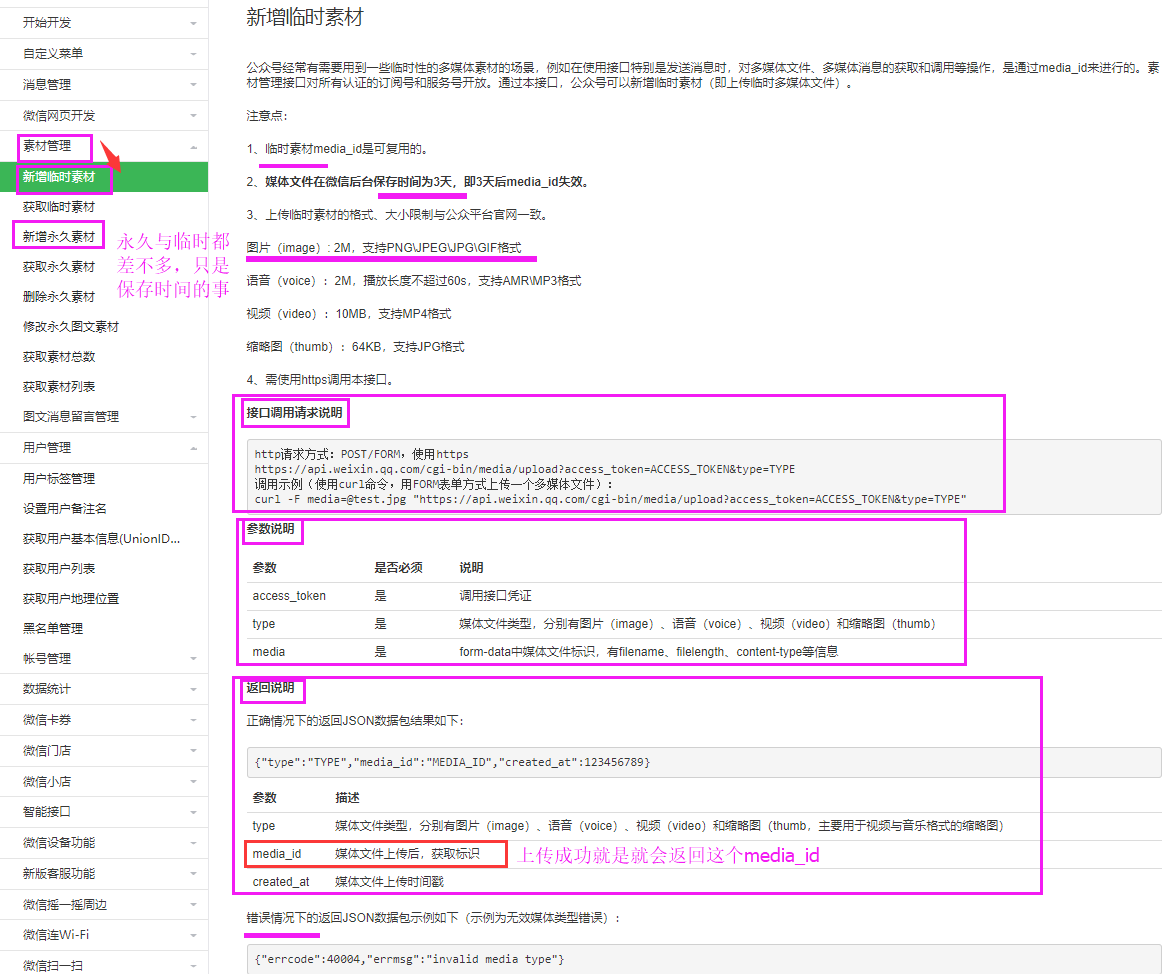 开始开发
自定义菜单
消息管理
微信网页开发
素材管理
新增临时素材
获取临时素材
新增永久素材
获取永久素材
删除永久素材
修改永久图文素材
获取素材总数
获取素材列表
图文消息留言管理
用户管理
用户标签管理
设置用户备注名
获取用户基本信息(UnionID...
获取用户列表
获取用户地理位置
黑名单管理
帐号管理
数据统计
微信卡券
微信门店
微信小店
智能接口
微信设备功能
新版客服功能
微信摇一摇周边
微信连Wi-Fi
微信扫一扫
永久与临时都
差不多，只是
保存时间的事
新增临时素材
公众号经常有需要用到一些临时性的多媒体素材的场景，例如在使用接口特别是发送消息时，对多媒体文件、多媒体消息的获取和调用等操作，是通过media_id来进行的。素
材管理接口对所有认证的订阅号和服务号开放。通过本接口，公众号可以新增临时素材（即上传临时多媒体文件）。
注意点：
1、临时素材media_id是可复用的。
2、媒体文件在微信后台保存时间为3天，即3天后media_id失效。
3、上传临时素材的格式、大小限制与公众平台官网一致。
图片（image）: 2M，支持PNG\JPEG\JPG\GIF格式
语音（voice）：2M，播放长度不超过60s，支持AMR\MP3格式
视频（video）：10MB，支持MP4格式
缩略图（thumb）：64KB，支持JPG格式
4、需使用https调用本接口。
接口调用请求说明
http请求方式：POST/FORM，使用https
https://api.weixin.qq.com/cgi-bin/media/upload?access_token=ACCESS_TOKEN&type=TYPE
调用示例（使用curl命令，用FORM表单方式上传一个多媒体文件）：
curl -F media=@test.jpg "https://api.weixin.qq.com/cgi-bin/media/upload?access_token=ACCESS_TOKEN&type=TYPE"
参数说明
参数 是否必须 说明
access_token 是 调用接口凭证
type 是 媒体文件类型，分别有图片（image）、语音（voice）、视频（video）和缩略图（thumb）
media 是 form-data中媒体文件标识，有filename、filelength、content-type等信息
返回说明
正确情况下的返回JSON数据包结果如下：
{"type":"TYPE","media_id":"MEDIA_ID","created_at":123456789}
参数 描述
type 媒体文件类型，分别有图片（image）、语音（voice）、视频（video）和缩略图（thumb，主要用于视频与音乐格式的缩略图）
media_id 媒体文件上传后，获取标识 上传成功就是就会返回这个media_id
created_at 媒体文件上传时间戳
错误情况下的返回JSON数据包示例如下（示例为无效媒体类型错误）：
{"errcode":40004,"errmsg":"invalid media type"}